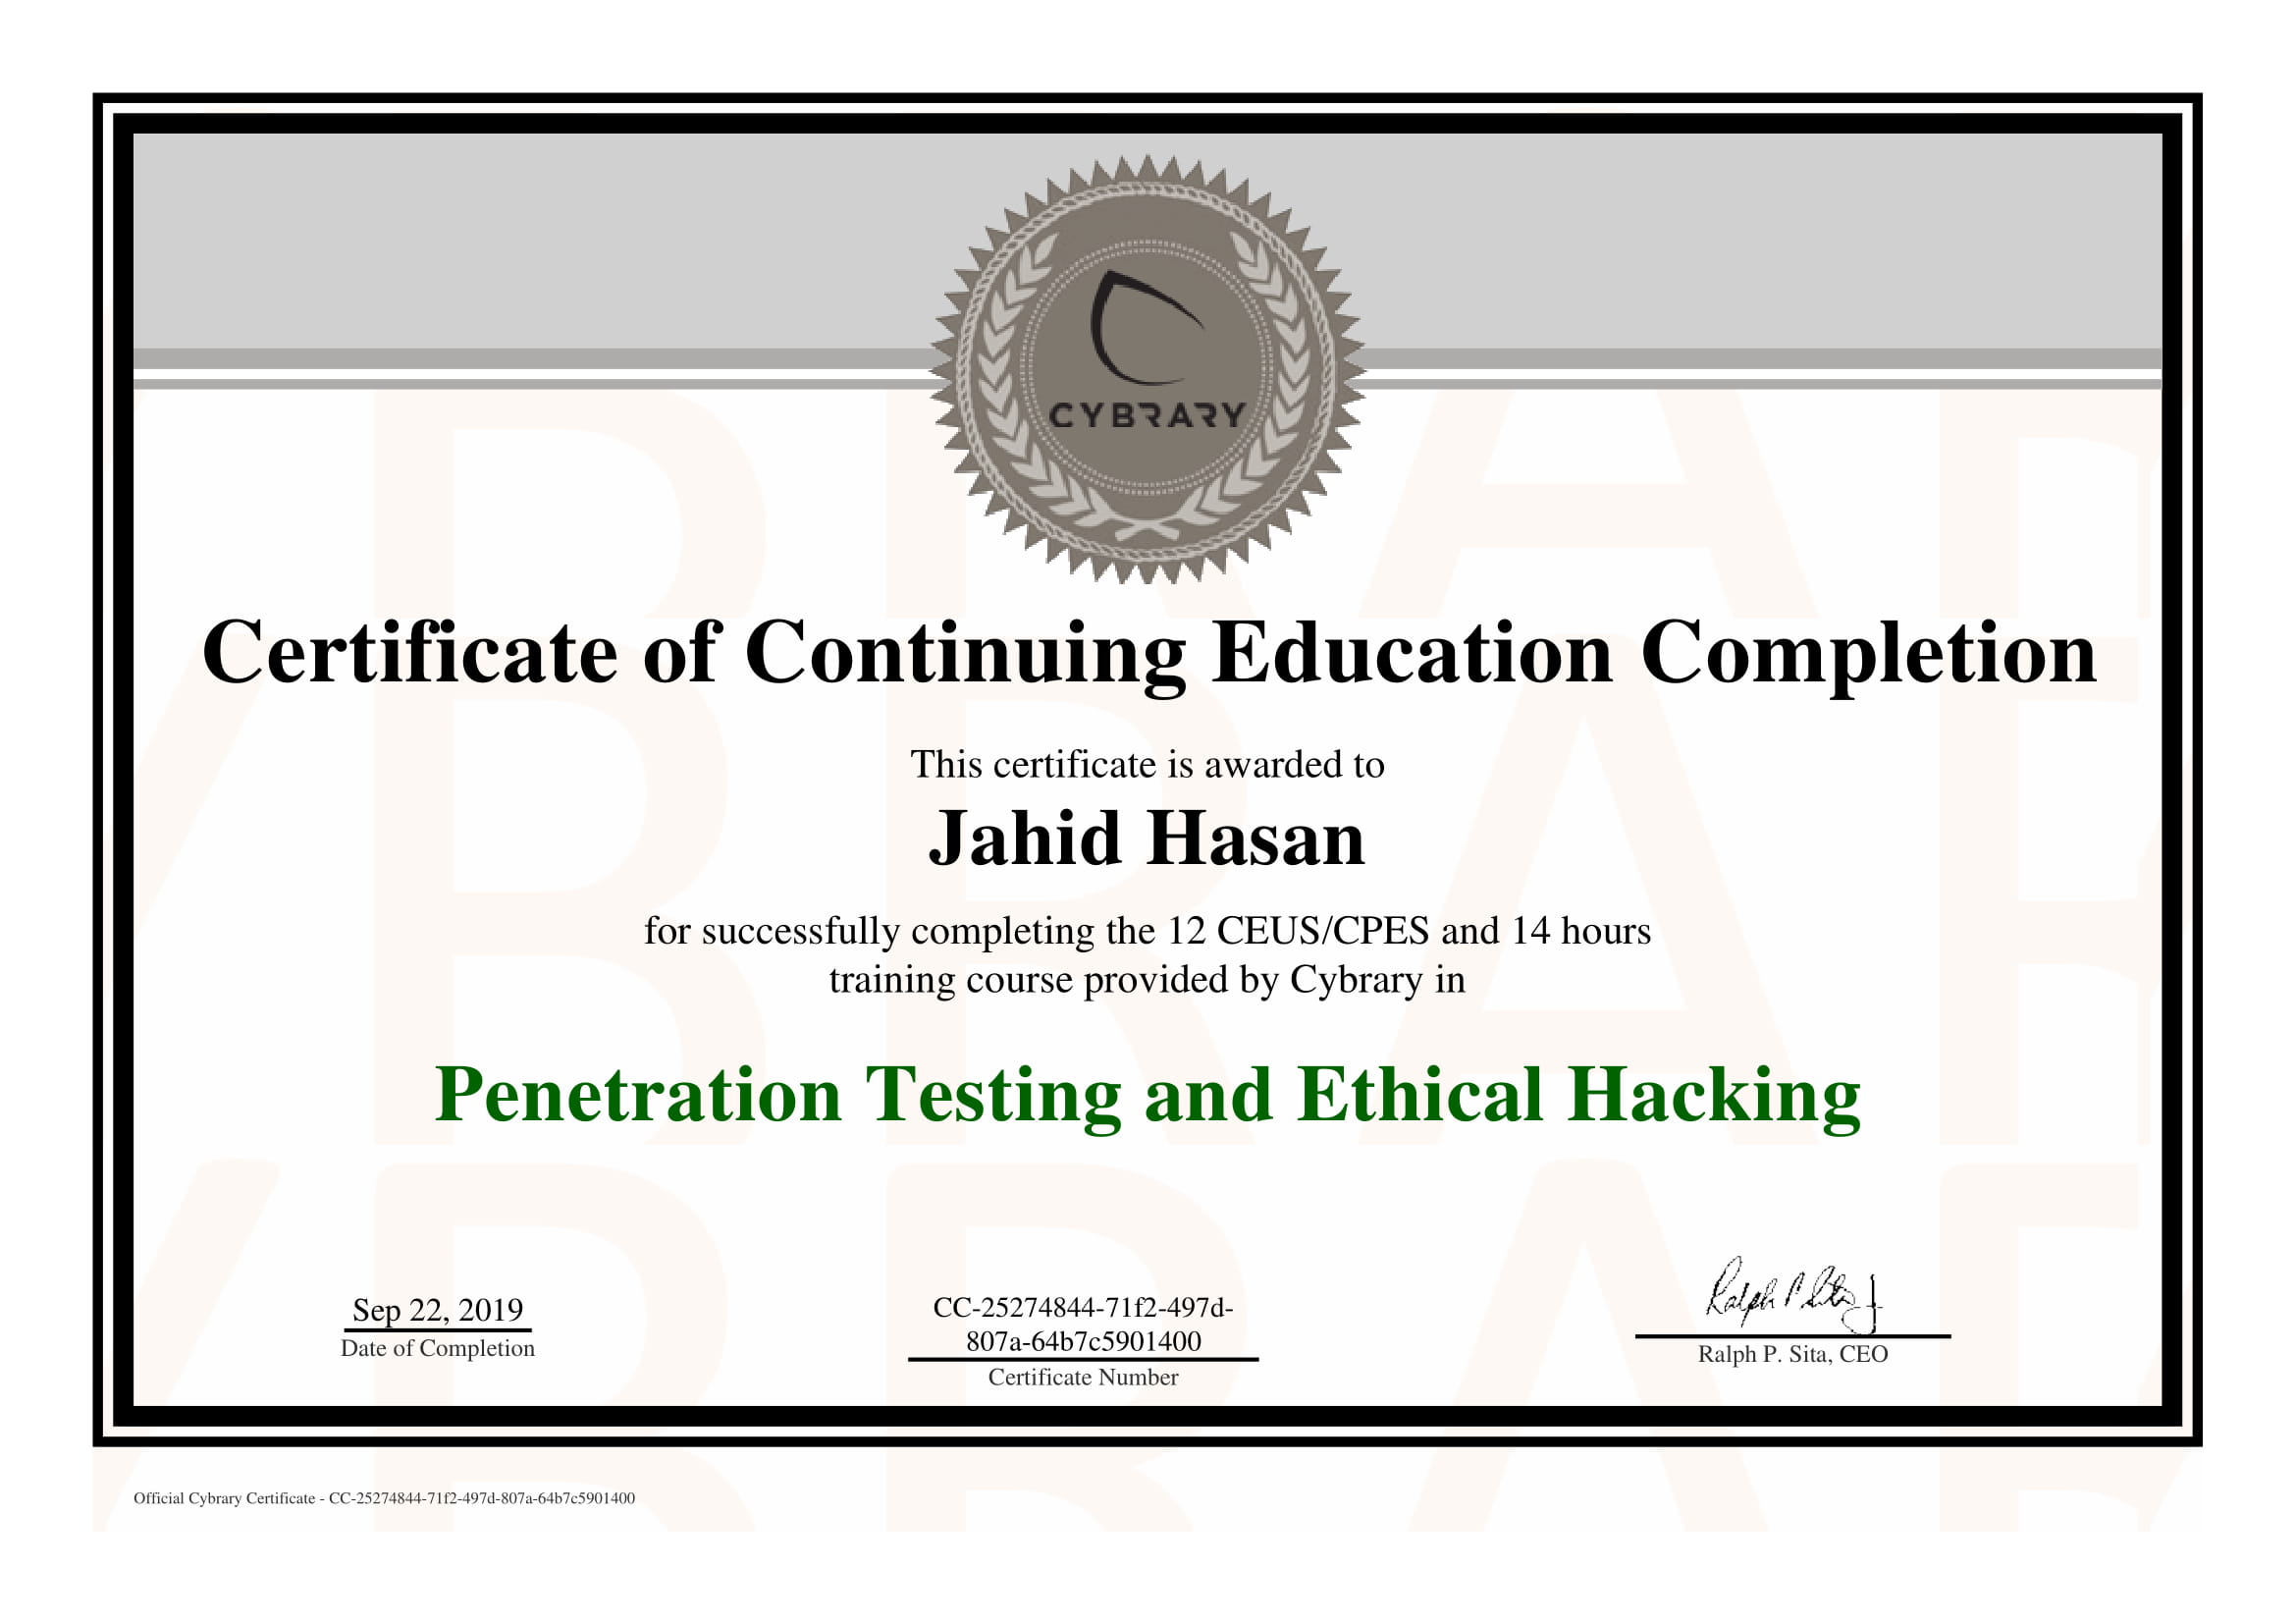 CYBRARY
Certificate of Continuing Education Completion
This certificate is awarded to
Jahid Hasan
for successfully completing the 12 CEUS/CPES and 14 hours
training course provided by Cybrary in
Penetration Testing and Ethical Hacking
Sep 22, 2019
Date of Completion
CC-25274844-71f2-497d-
807a-64b7c5901400
Certificate Number
Ralph P. Sita, CEO
Official Cybrary Certificate - CC-25274844-71f2-497d-807a-64b7c5901400